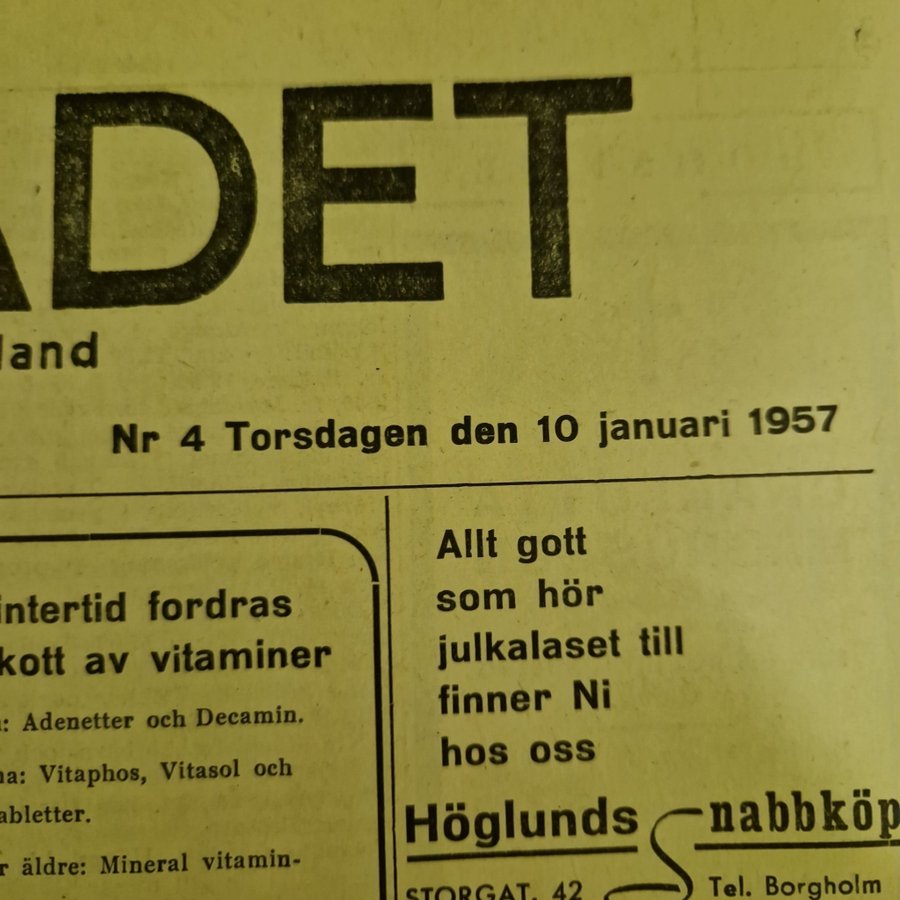 ADET
land
Nr 4 Torsdagen den 10 januari 1957
intertid fordras
kott av vitaminer
: Adenetter och Decamin.
na: Vitaphos, Vitasol och
abletter.
r äldre: Mineral vitamin-
Allt gott
som hör
julkalaset till
finner Ni
hos oss
Höglunds Snabbköp
STORGAT. 42 Tel. Borgholm